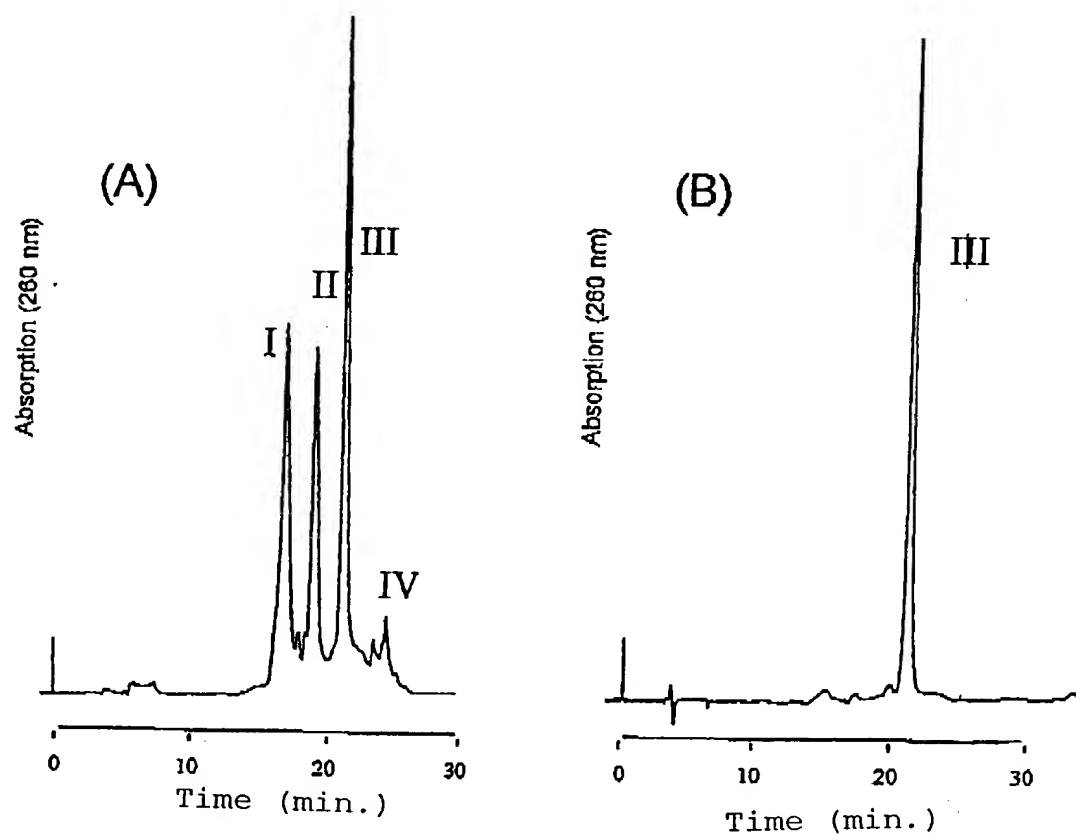 (A)
Absorption (260 nm)
I
II
III
IV
0 10 20 30
Time (min.)
(B)
Absorption (260 nm)
III
0 10 20 30
Time (min.)